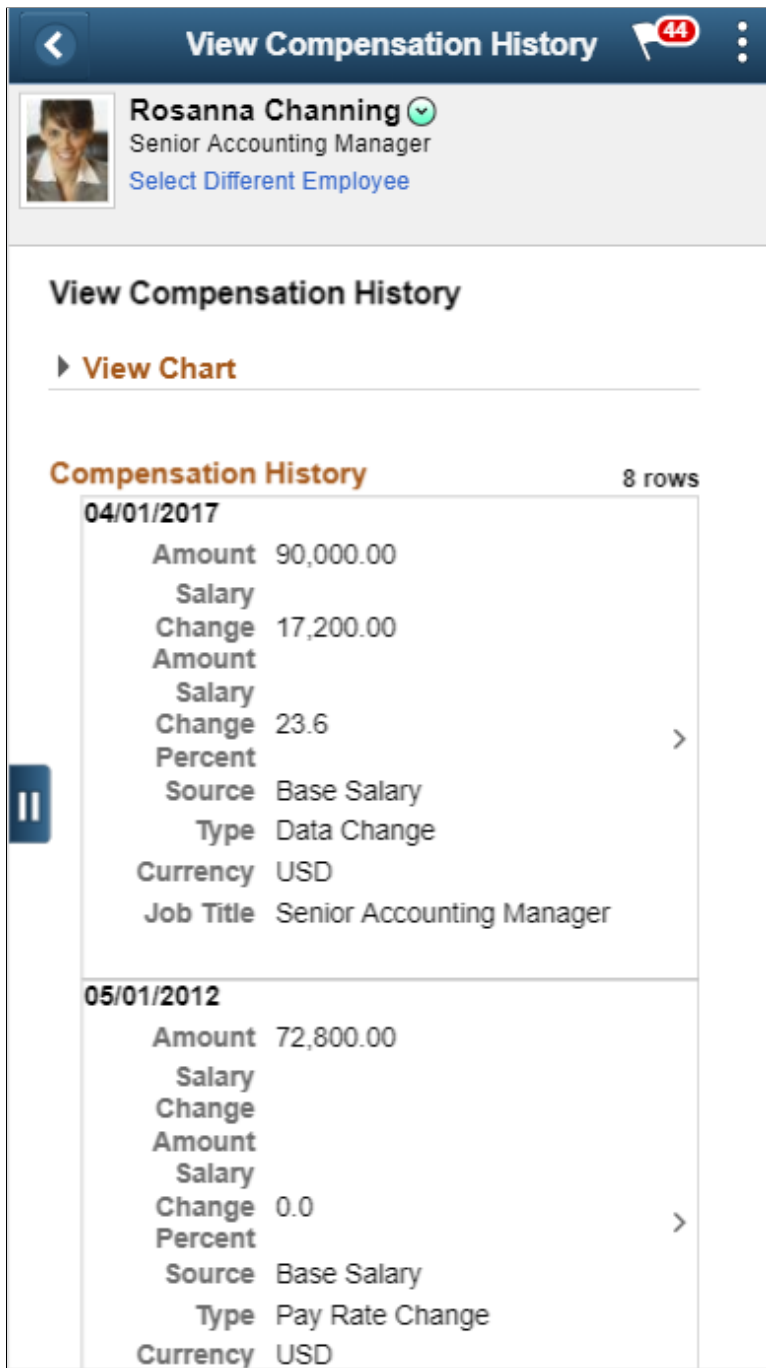 View Compensation History 44
Rosanna Channing
Senior Accounting Manager
Select Different Employee
View Compensation History
View Chart
Compensation History 8 rows
04/01/2017
Amount 90,000.00
Salary
Change 17,200.00
Amount
Salary
Change 23.6
Percent
Source Base Salary
Type Data Change
Currency USD
Job Title Senior Accounting Manager
05/01/2012
Amount 72,800.00
Salary
Change
Amount
Salary
Change 0.0
Percent
Source Base Salary
Type Pay Rate Change
Currency USD